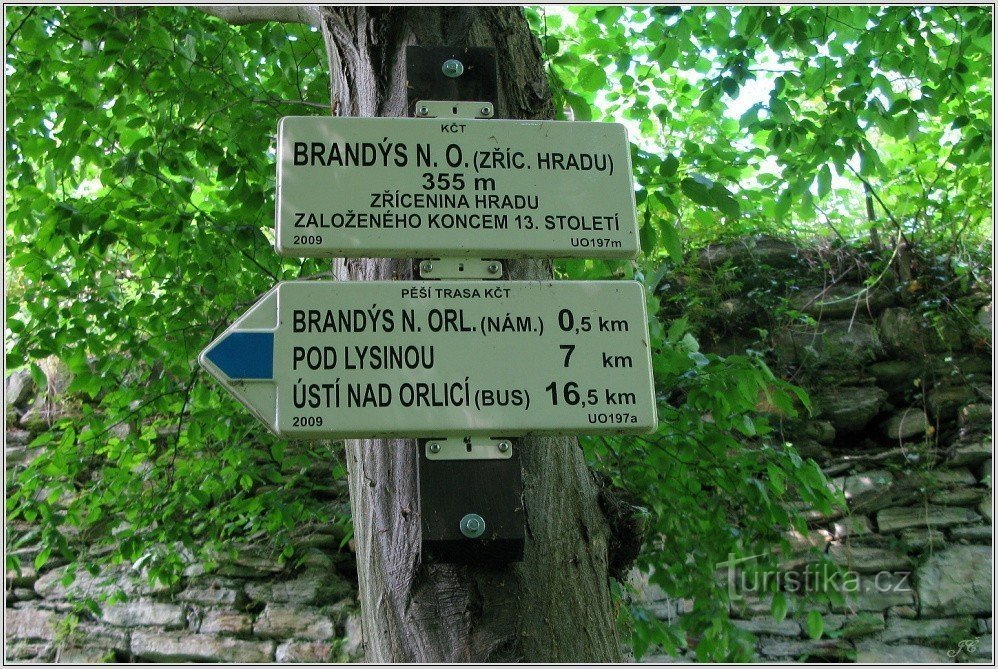 KČT
BRANDÝS N. O. (ZŘÍC. HRADU)
355 m
ZŘÍCENINA HRADU
ZALOŽENÉHO KONCEM 13. STOLETÍ
2009 UO197m
PĚŠÍ TRASA KČT
BRANDÝS N. ORL. (NÁM.) 0,5 km
POD LYSINOU 7 km
ÚSTÍ NAD ORLICÍ (BUS) 16,5 km
2009 UO197a
Turistika.cz